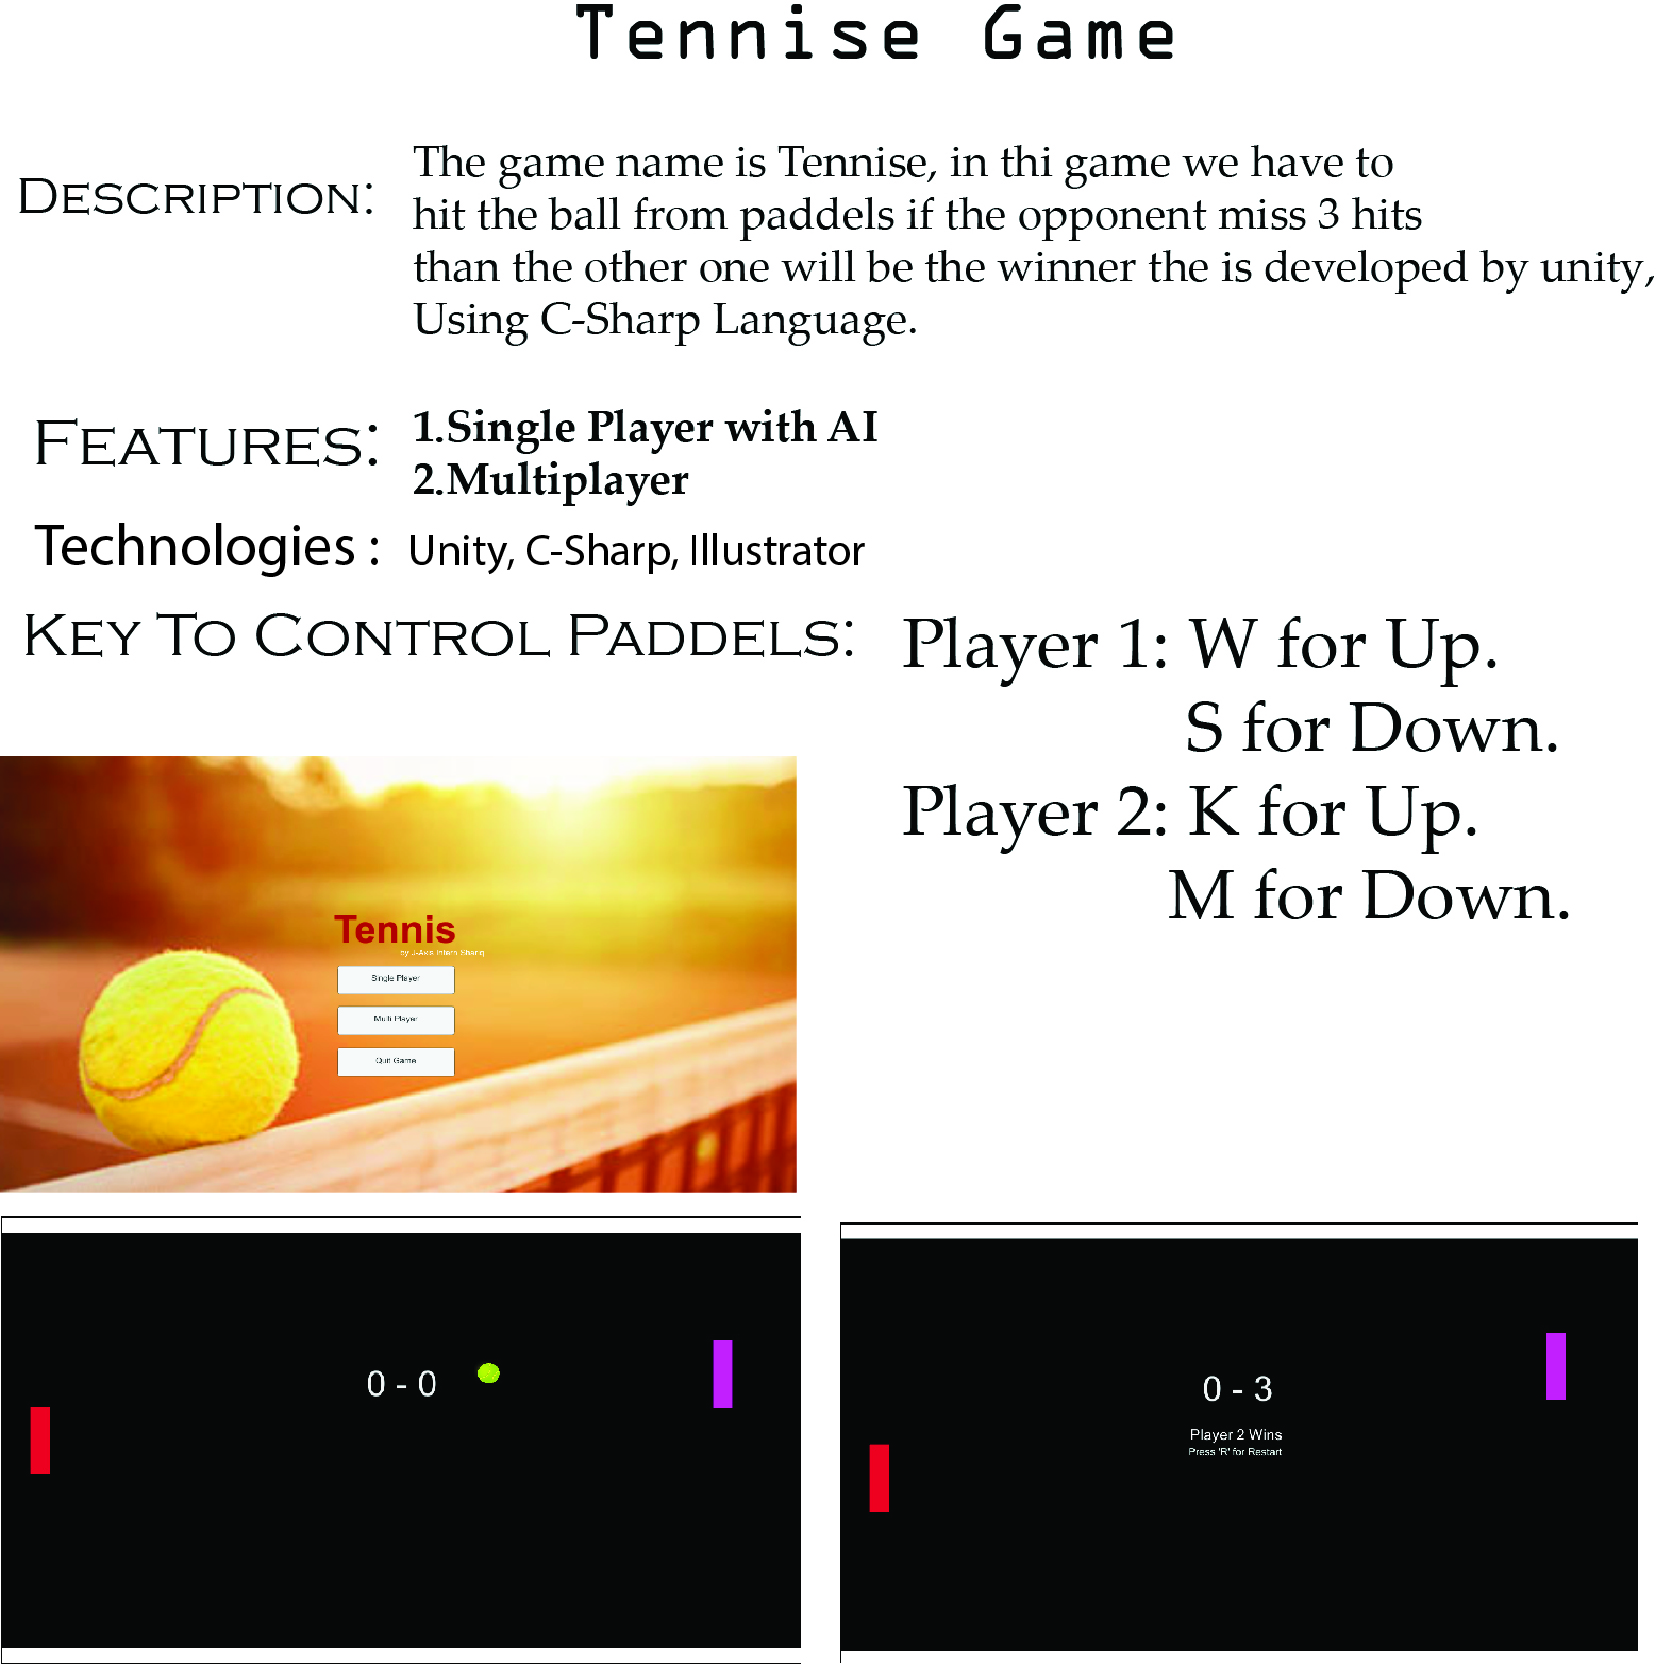 Tennise Game
DESCRIPTION:
The game name is Tennise, in thi game we have to
hit the ball from paddels if the opponent miss 3 hits
than the other one will be the winner the is developed by unity,
Using C-Sharp Language.
FEATURES:
1.Single Player with AI
2.Multiplayer
Technologies : Unity, C-Sharp, Illustrator
KEY TO CONTROL PADDELS:
Player 1: W for Up.
S for Down.
Player 2: K for Up.
M for Down.
Tennis
by J-Axis Intern Shariq
Single Player
Multi Player
Quit Game
0 - 0
0 - 3
Player 2 Wins
Press 'R' for Restart